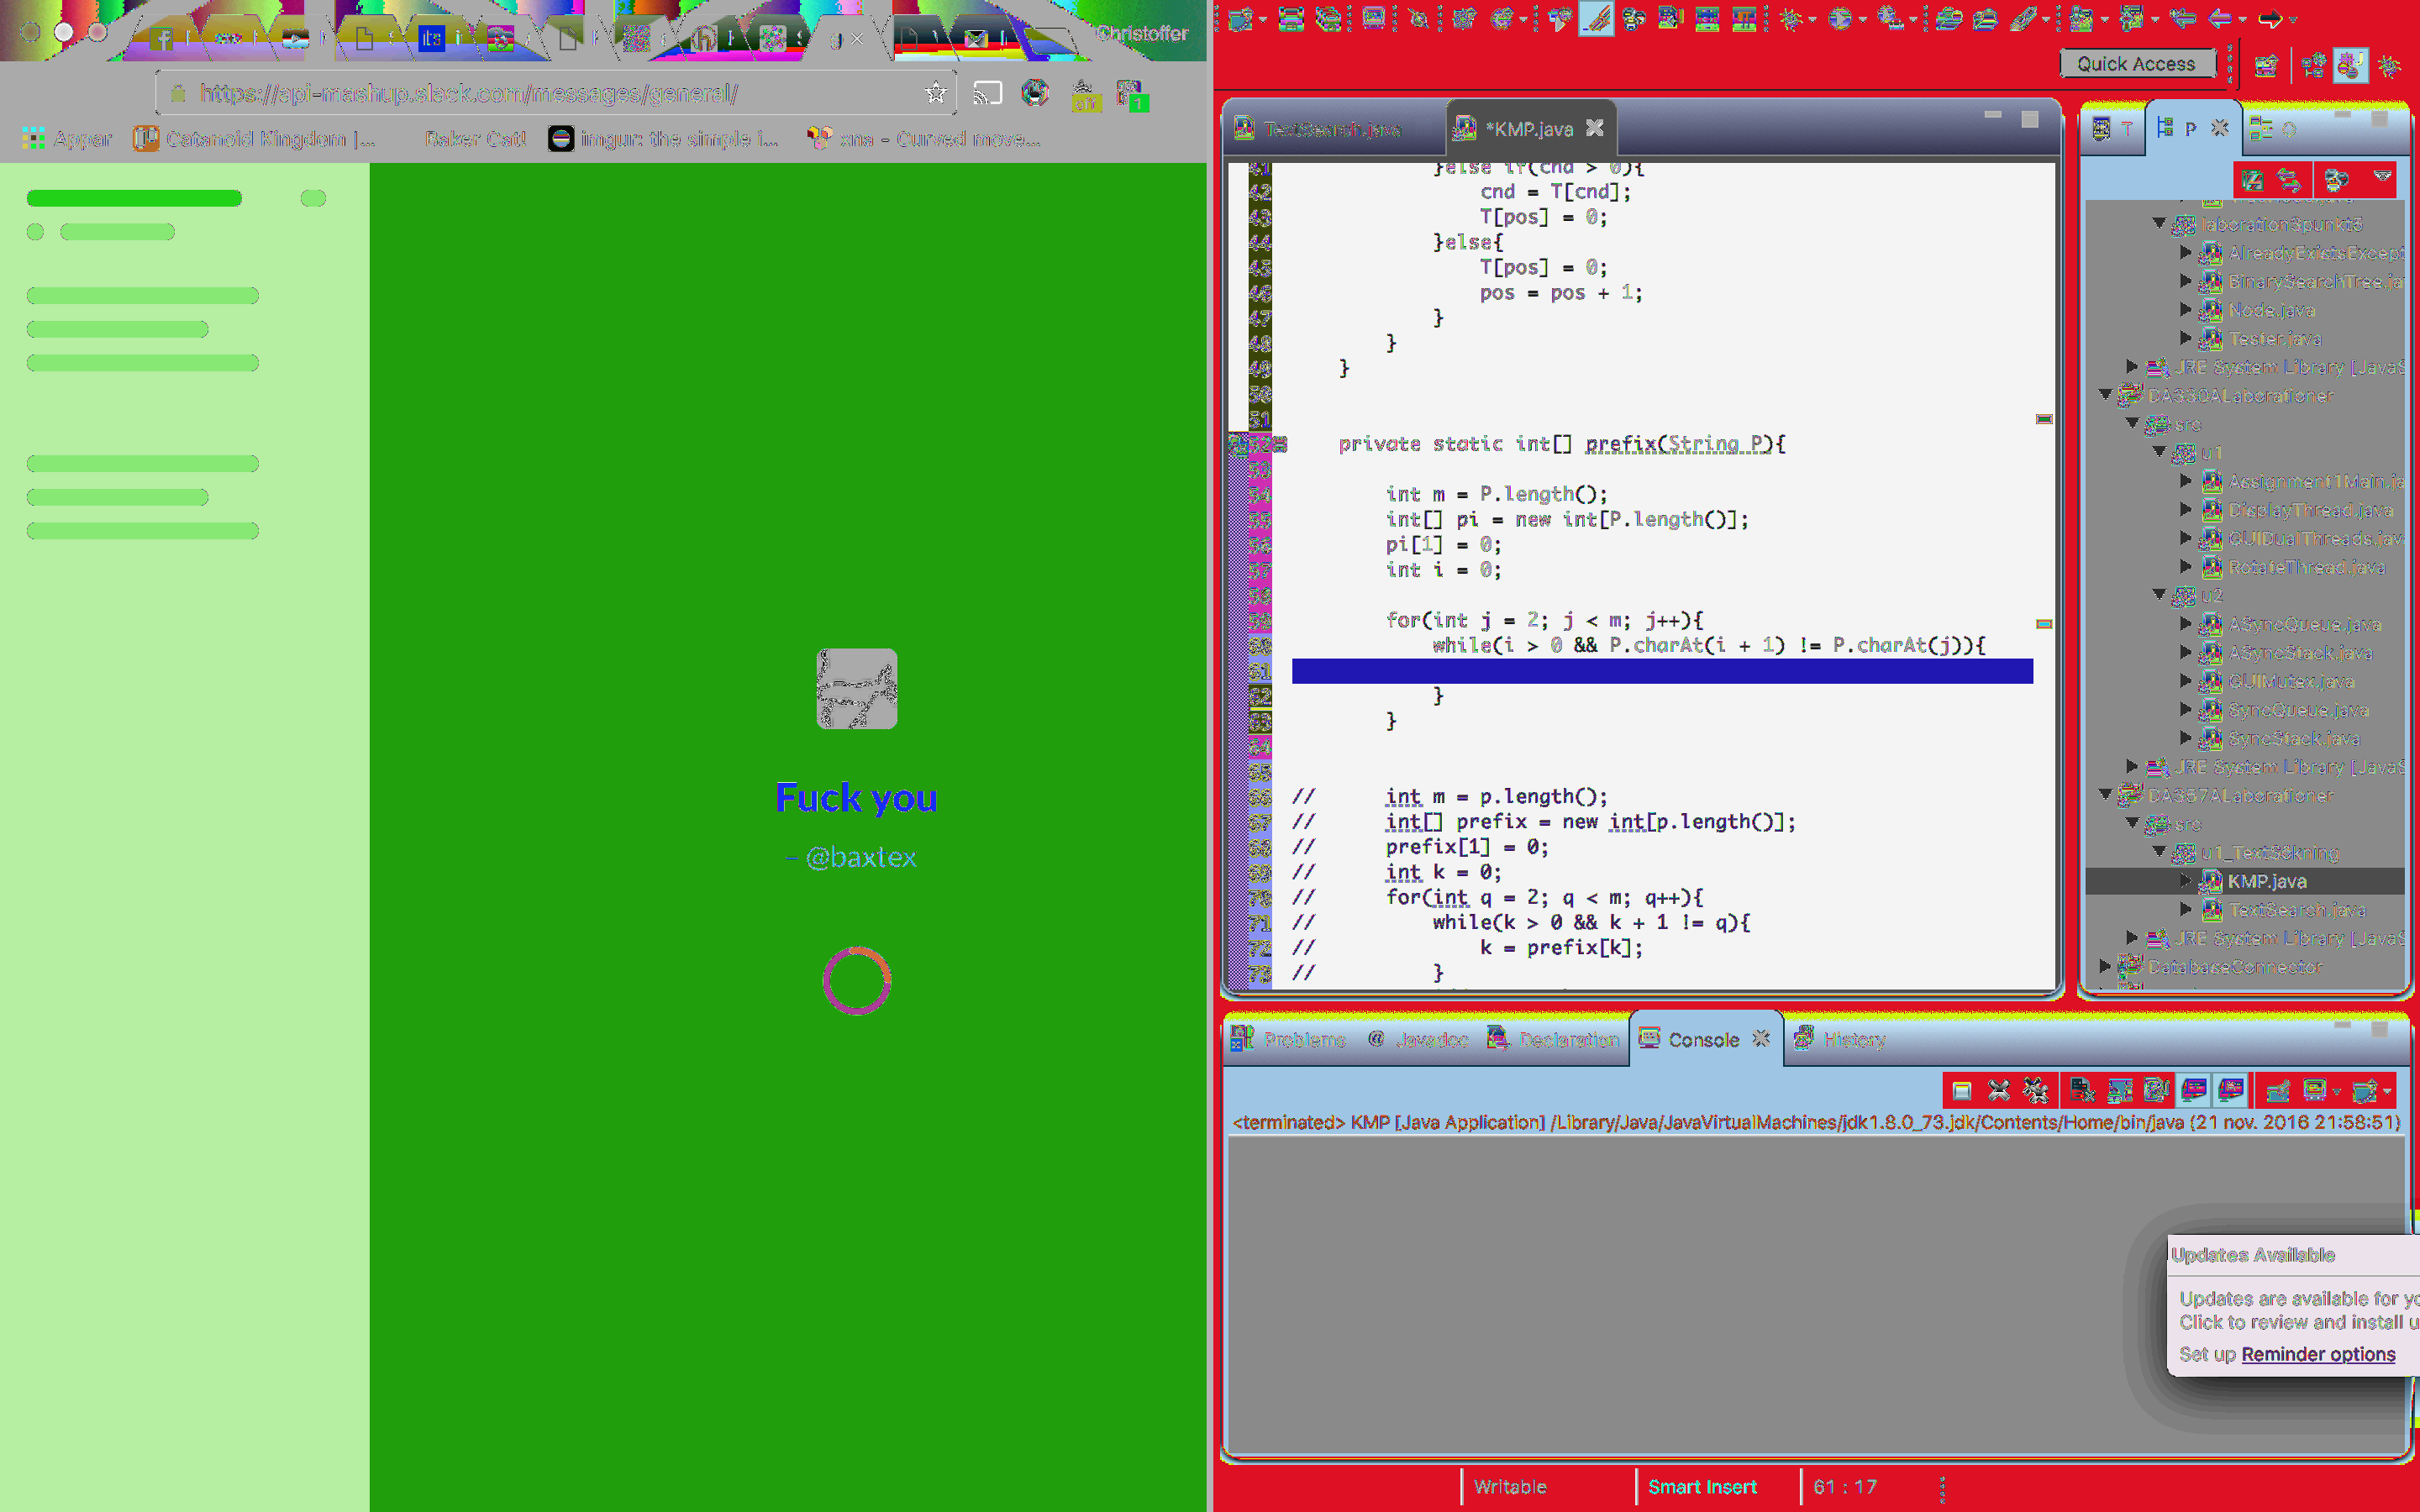 Christoffer
https://api-mashup.slack.com/messages/general/
off
1
Appar
Catanoid Kingdom |...
Baker Cat!
imgur: the simple i...
xna - Curved move...
Fuck you
- @baxtex
Quick Access
TextSearch.java
*KMP.java
T
P
O
41 }else if(cnd > 0){
42 cnd = T[cnd];
43 T[pos] = 0;
44 }else{
45 T[pos] = 0;
46 pos = pos + 1;
47 }
48 }
49 }
50
51
52 private static int[] prefix(String P){
53
54 int m = P.length();
55 int[] pi = new int[P.length()];
56 pi[1] = 0;
57 int i = 0;
58
59 for(int j = 2; j < m; j++){
60 while(i > 0 && P.charAt(i + 1) != P.charAt(j)){
61
62 }
63 }
64
65
66 // int m = p.length();
67 // int[] prefix = new int[p.length()];
68 // prefix[1] = 0;
69 // int k = 0;
70 // for(int q = 2; q < m; q++){
71 // while(k > 0 && k + 1 != q){
72 // k = prefix[k];
73 // }
laboration5punkt5
AlreadyExistsExcept
BinarySearchTree.jav
Node.java
Tester.java
JRE System Library [JavaS
DA330ALaborationer
src
u1
Assignment1Main.ja
DisplayThread.java
GUIDualThreads.jav
RotateThread.java
u2
ASyncQueue.java
ASyncStack.java
GUIMutex.java
SyncQueue.java
SyncStack.java
JRE System Library [JavaS
DA357ALaborationer
src
u1_TextSökning
KMP.java
TextSearch.java
JRE System Library [JavaS
DatabaseConnector
Problems
@ Javadoc
Declaration
Console
History
<terminated> KMP [Java Application] /Library/Java/JavaVirtualMachines/jdk1.8.0_73.jdk/Contents/Home/bin/java (21 nov. 2016 21:58:51)
Updates Available
Updates are available for yo
Click to review and install u
Set up Reminder options
Writable
Smart Insert
61 : 17